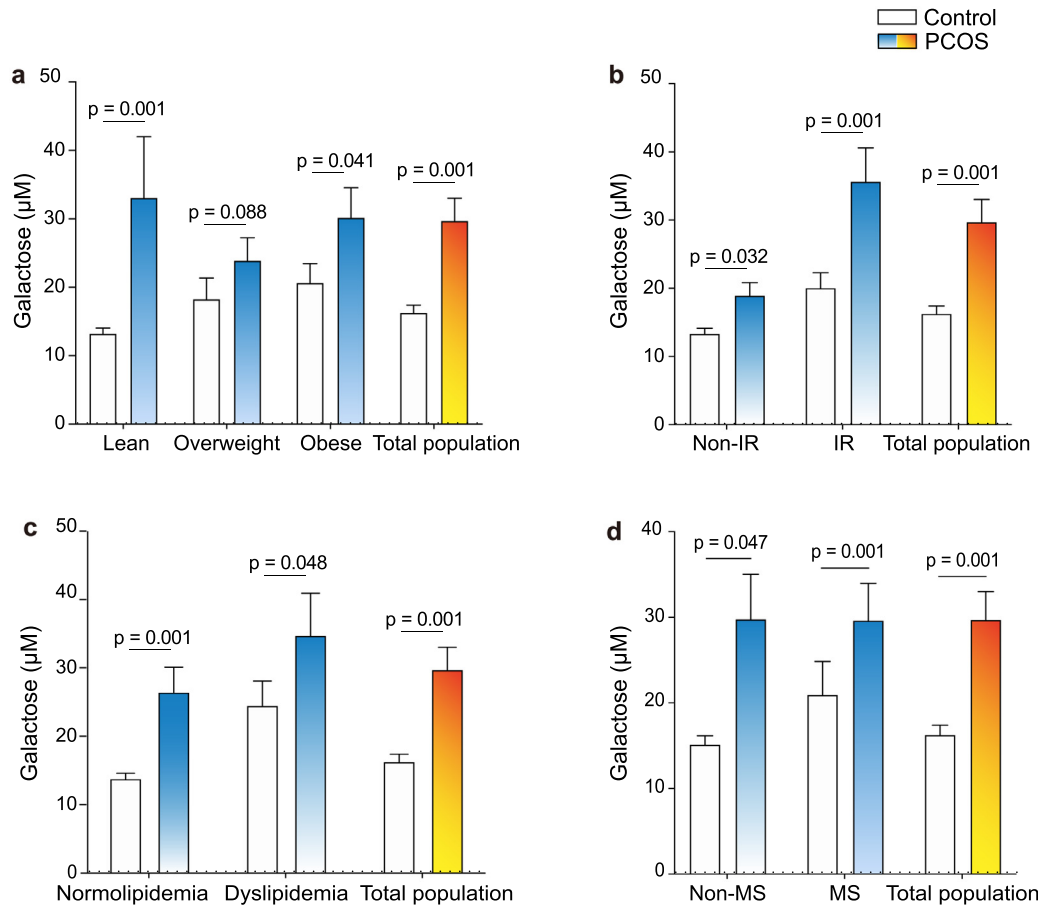 Control
PCOS
a
50
40
30
20
10
0
Galactose (µM)
p = 0.001
p = 0.088
p = 0.041
p = 0.001
Lean Overweight Obese Total population
b
50
40
30
20
10
0
Galactose (µM)
p = 0.032
p = 0.001
p = 0.001
Non-IR IR Total population
c
50
40
30
20
10
0
Galactose (µM)
p = 0.001
p = 0.048
p = 0.001
Normolipidemia Dyslipidemia Total population
d
40
30
20
10
0
Galactose (µM)
p = 0.047
p = 0.001
p = 0.001
Non-MS MS Total population